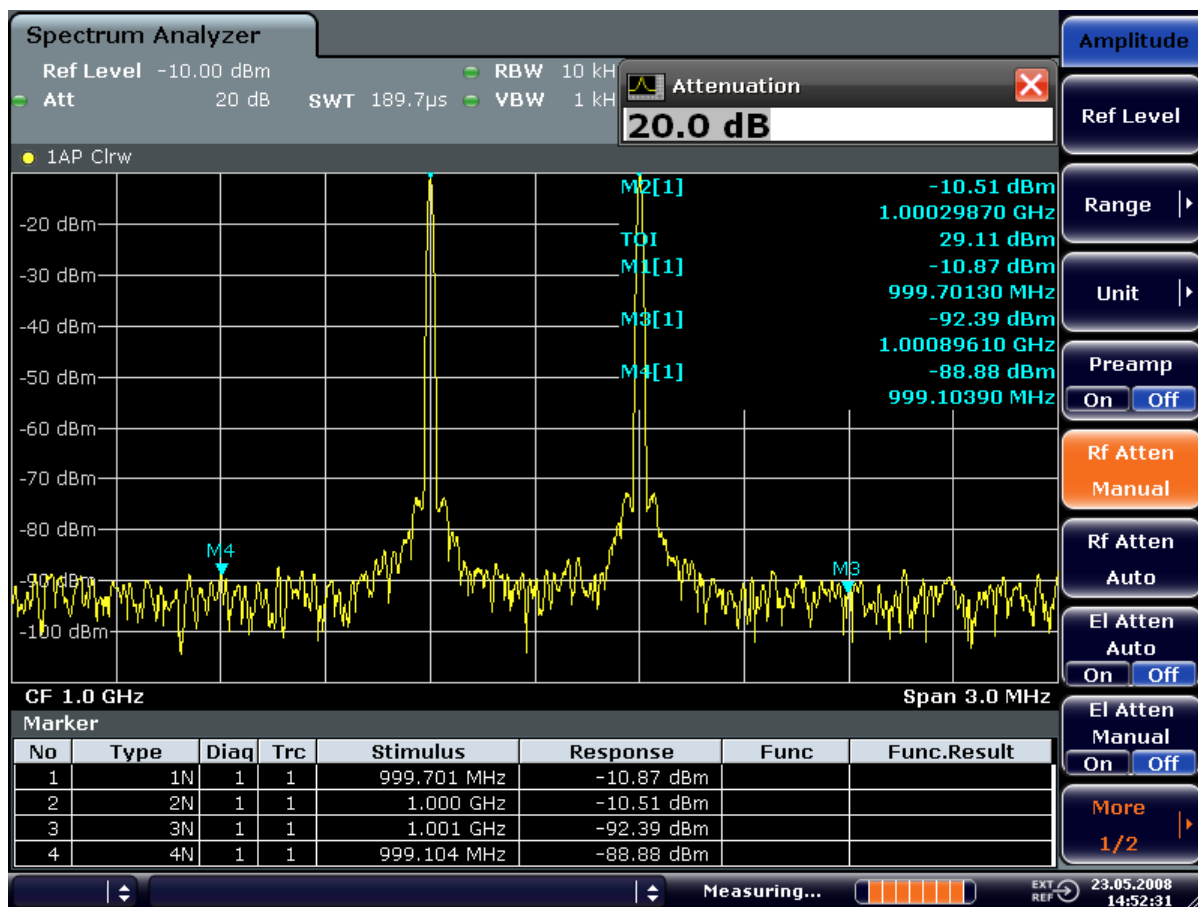 Spectrum Analyzer
Ref Level -10.00 dBm RBW 10 kH
Att 20 dB SWT 189.7µs VBW 1 kH
Attenuation
20.0 dB
1AP Clrw
M2[1] -10.51 dBm
1.00029870 GHz
TOI 29.11 dBm
M1[1] -10.87 dBm
999.70130 MHz
M3[1] -92.39 dBm
1.00089610 GHz
M4[1] -88.88 dBm
999.10390 MHz
-20 dBm
-30 dBm
-40 dBm
-50 dBm
-60 dBm
-70 dBm
-80 dBm
-90 dBm
-100 dBm
M4
M3
CF 1.0 GHz Span 3.0 MHz
Marker
No Type Diaq Trc Stimulus Response Func Func.Result
1 1N 1 1 999.701 MHz -10.87 dBm
2 2N 1 1 1.000 GHz -10.51 dBm
3 3N 1 1 1.001 GHz -92.39 dBm
4 4N 1 1 999.104 MHz -88.88 dBm
Measuring...
EXT
REF
23.05.2008
14:52:31
Amplitude
Ref Level
Range
Unit
Preamp
On Off
Rf Atten
Manual
Rf Atten
Auto
El Atten
Auto
On Off
El Atten
Manual
On Off
More
1/2